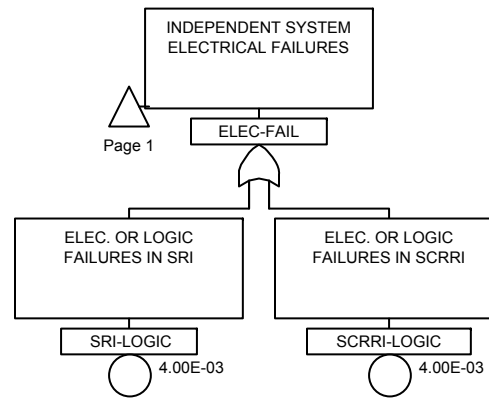 INDEPENDENT SYSTEM
ELECTRICAL FAILURES
Page 1
ELEC-FAIL
ELEC. OR LOGIC
FAILURES IN SRI
ELEC. OR LOGIC
FAILURES IN SCRRI
SRI-LOGIC
4.00E-03
SCRRI-LOGIC
4.00E-03